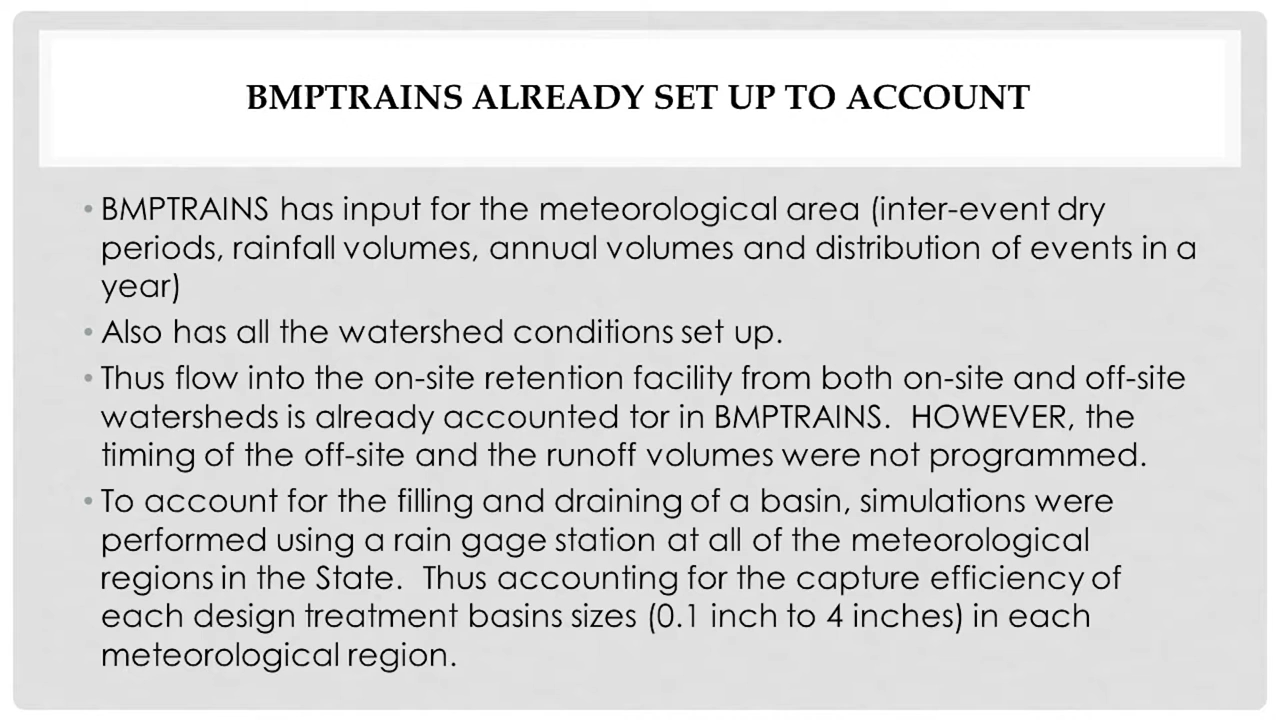 BMPTRAINS ALREADY SET UP TO ACCOUNT
• BMPTRAINS has input for the meteorological area (inter-event dry
periods, rainfall volumes, annual volumes and distribution of events in a
year)
• Also has all the watershed conditions set up.
• Thus flow into the on-site retention facility from both on-site and off-site
watersheds is already accounted tor in BMPTRAINS.  HOWEVER, the
timing of the off-site and the runoff volumes were not programmed.
• To account for the filling and draining of a basin, simulations were
performed using a rain gage station at all of the meteorological
regions in the State.  Thus accounting for the capture efficiency of
each design treatment basins sizes (0.1 inch to 4 inches) in each
meteorological region.